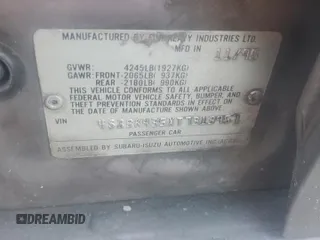 MANUFACTURED BY FUJI HEAVY INDUSTRIES LTD.
MFD IN
GVWR: 4245LB(1927KG)
GAWR: FRONT-2065LB( 937KG)
REAR -2180LB( 990KG)
THIS VEHICLE CONFORMS TO ALL APPLICABLE
FEDERAL MOTOR VEHICLE SAFETY, BUMPER, AND
THEFT PREVENTION STANDARDS IN EFFECT ON THE
DATE OF MANUFACTURE SHOWN ABOVE.
VIN
PASSENGER CAR
ASSEMBLED BY SUBARU-ISUZU AUTOMOTIVE INC.
DREAMBID